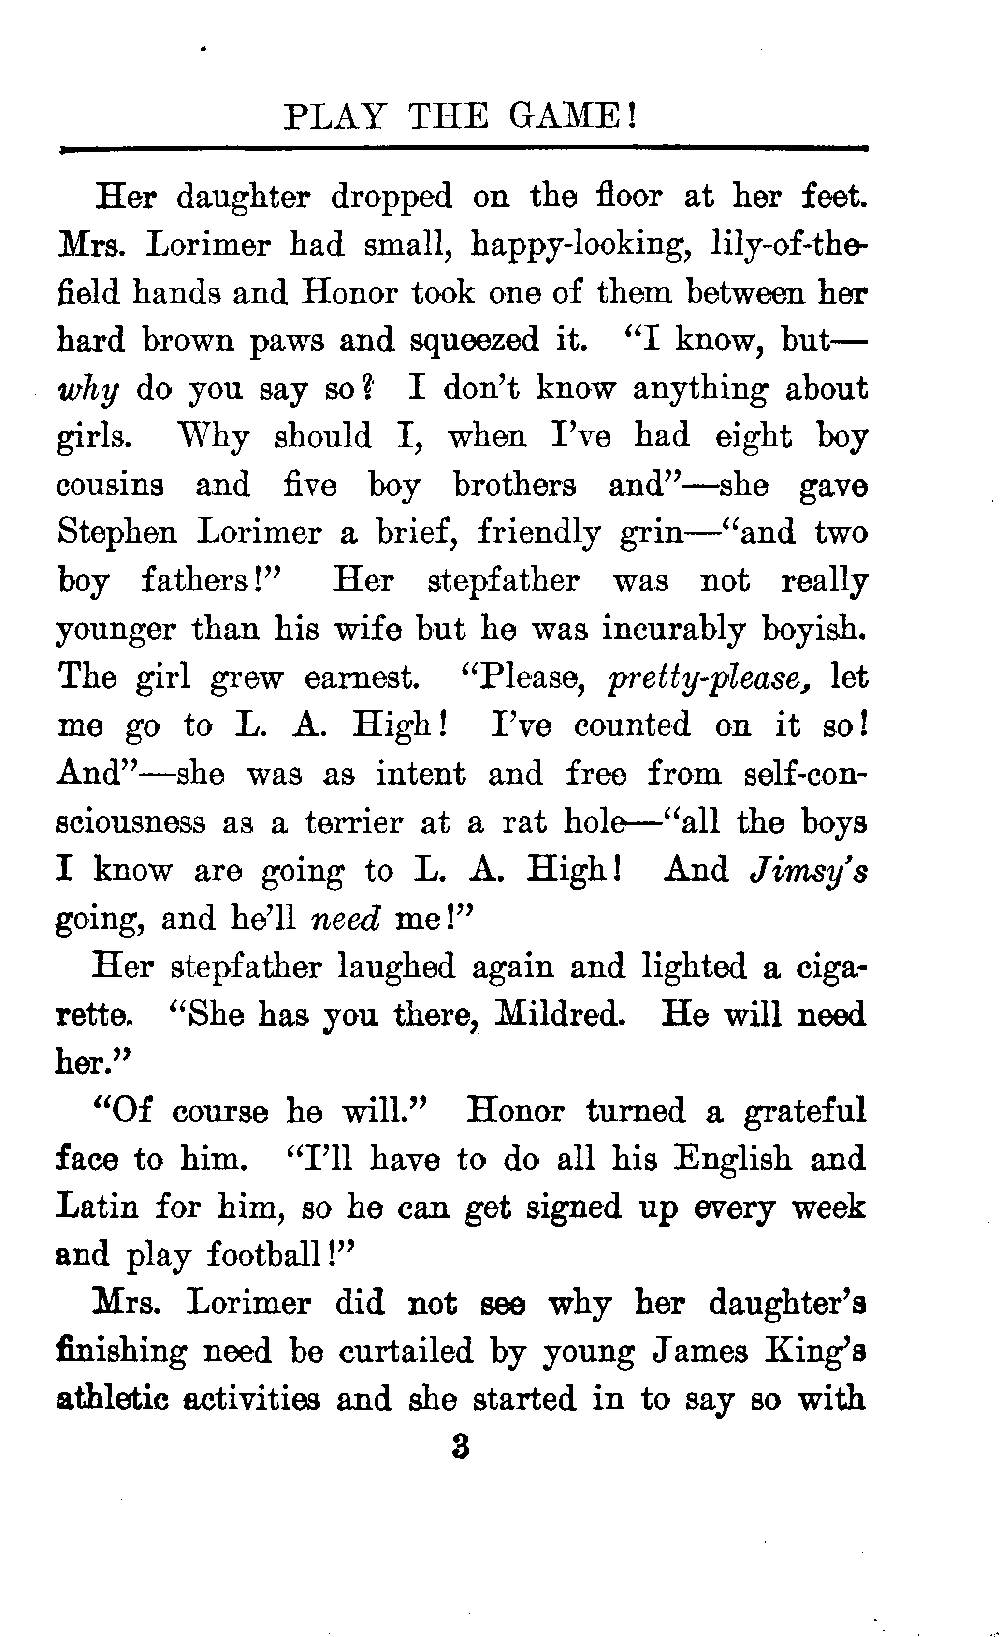 PLAY THE GAME!
Her daughter dropped on the floor at her feet.
Mrs. Lorimer had small, happy-looking, lily-of-the-
field hands and Honor took one of them between her
hard brown paws and squeezed it. “I know, but—
why do you say so? I don’t know anything about
girls. Why should I, when I’ve had eight boy
cousins and five boy brothers and”—she gave
Stephen Lorimer a brief, friendly grin—“and two
boy fathers!” Her stepfather was not really
younger than his wife but he was incurably boyish.
The girl grew earnest. “Please, pretty-please, let
me go to L. A. High! I’ve counted on it so!
And”—she was as intent and free from self-con-
sciousness as a terrier at a rat hole—“all the boys
I know are going to L. A. High! And Jimsy’s
going, and he’ll need me!”
Her stepfather laughed again and lighted a ciga-
rette. “She has you there, Mildred. He will need
her.”
“Of course he will.” Honor turned a grateful
face to him. “I’ll have to do all his English and
Latin for him, so he can get signed up every week
and play football!”
Mrs. Lorimer did not see why her daughter’s
finishing need be curtailed by young James King’s
athletic activities and she started in to say so with
3